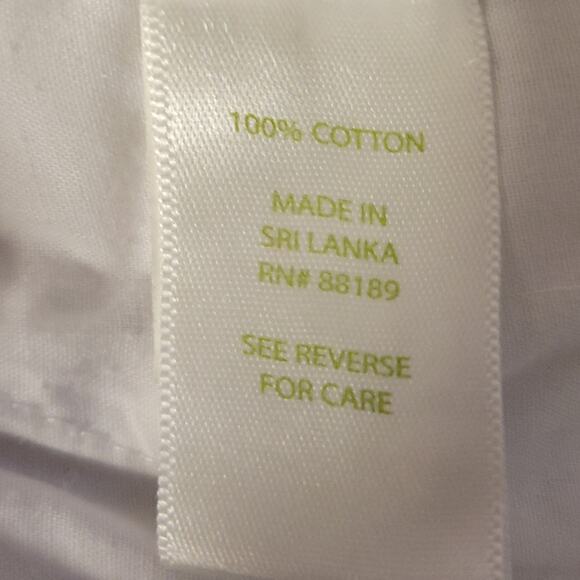 100% COTTON
MADE IN
SRI LANKA
RN# 88189
SEE REVERSE
FOR CARE